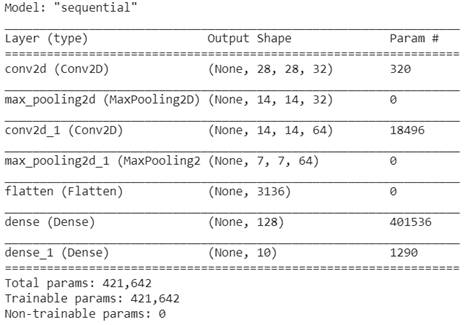 Model: "sequential"
Layer (type) Output Shape Param #
=================================================================
conv2d (Conv2D) (None, 28, 28, 32) 320
max_pooling2d (MaxPooling2D) (None, 14, 14, 32) 0
conv2d_1 (Conv2D) (None, 14, 14, 64) 18496
max_pooling2d_1 (MaxPooling2 (None, 7, 7, 64) 0
flatten (Flatten) (None, 3136) 0
dense (Dense) (None, 128) 401536
dense_1 (Dense) (None, 10) 1290
=================================================================
Total params: 421,642
Trainable params: 421,642
Non-trainable params: 0